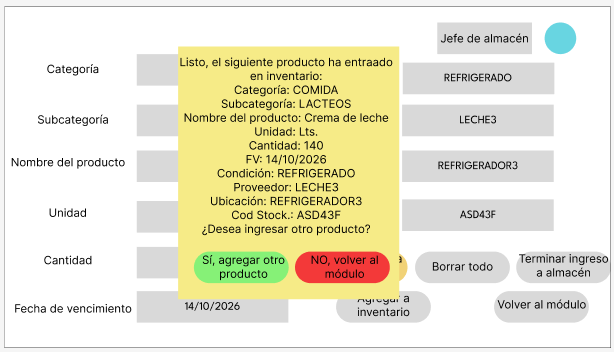 Jefe de almacén
Categoría
REFRIGERADO
Subcategoría
LECHE3
Nombre del producto
REFRIGERADOR3
Unidad
ASD43F
Cantidad
a
Borrar todo
Terminar ingreso
a almacén
Fecha de vencimiento
14/10/2026
Agregar a
inventario
Volver al módulo
Listo, el siguiente producto ha entraado
en inventario:
Categoría: COMIDA
Subcategoría: LACTEOS
Nombre del producto: Crema de leche
Unidad: Lts.
Cantidad: 140
FV: 14/10/2026
Condición: REFRIGERADO
Proveedor: LECHE3
Ubicación: REFRIGERADOR3
Cod Stock.: ASD43F
¿Desea ingresar otro producto?
SÍ, agregar otro
producto
NO, volver al
módulo